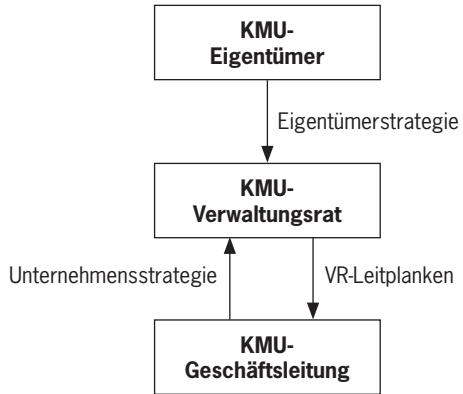 KMU-
Eigentümer
Eigentümerstrategie
KMU-
Verwaltungsrat
Unternehmensstrategie
VR-Leitplanken
KMU-
Geschäftsleitung